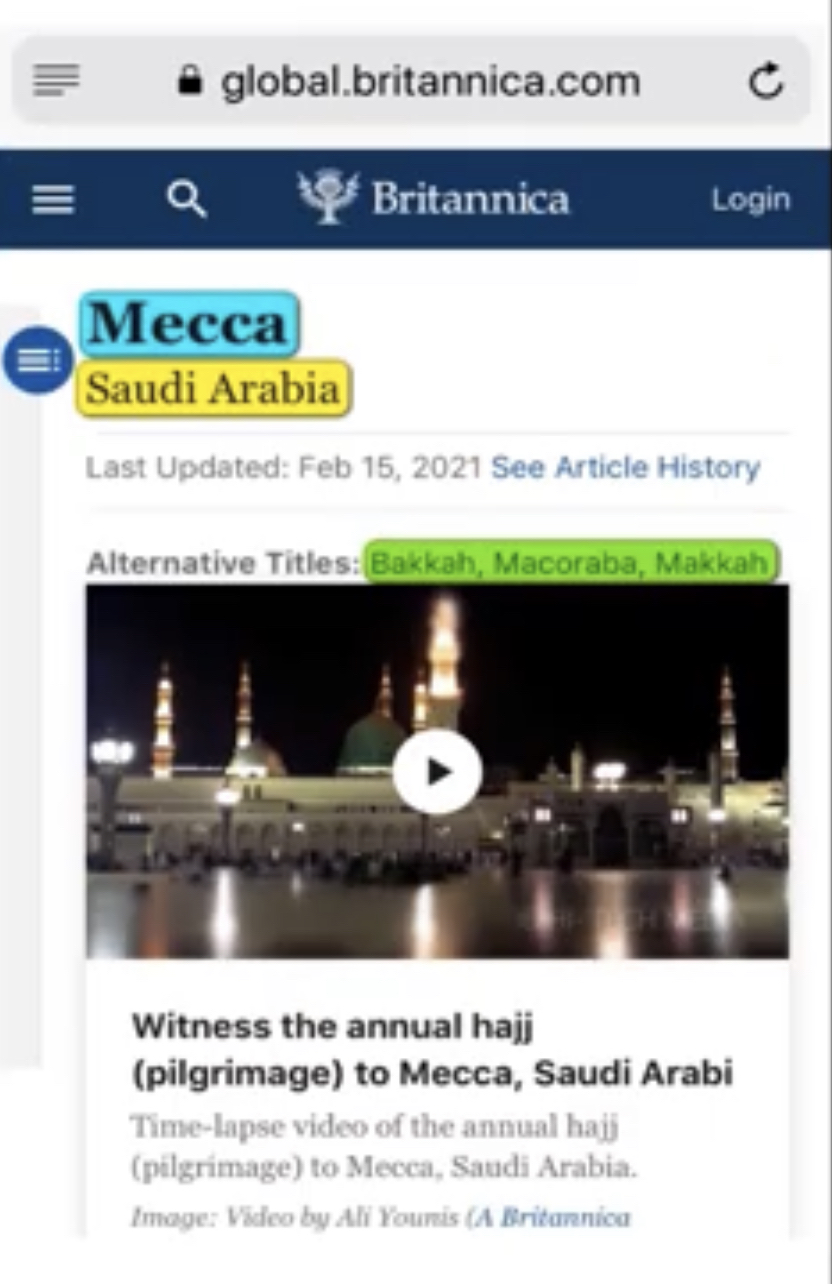 global.britannica.com
Britannica
Login
Mecca
Saudi Arabia
Last Updated: Feb 15, 2021 See Article History
Alternative Titles: Bakkah, Macoraba, Makkah
Witness the annual hajj
(pilgrimage) to Mecca, Saudi Arabi
Time-lapse video of the annual hajj
(pilgrimage) to Mecca, Saudi Arabia.
Image: Video by Ali Younis (A Britannica